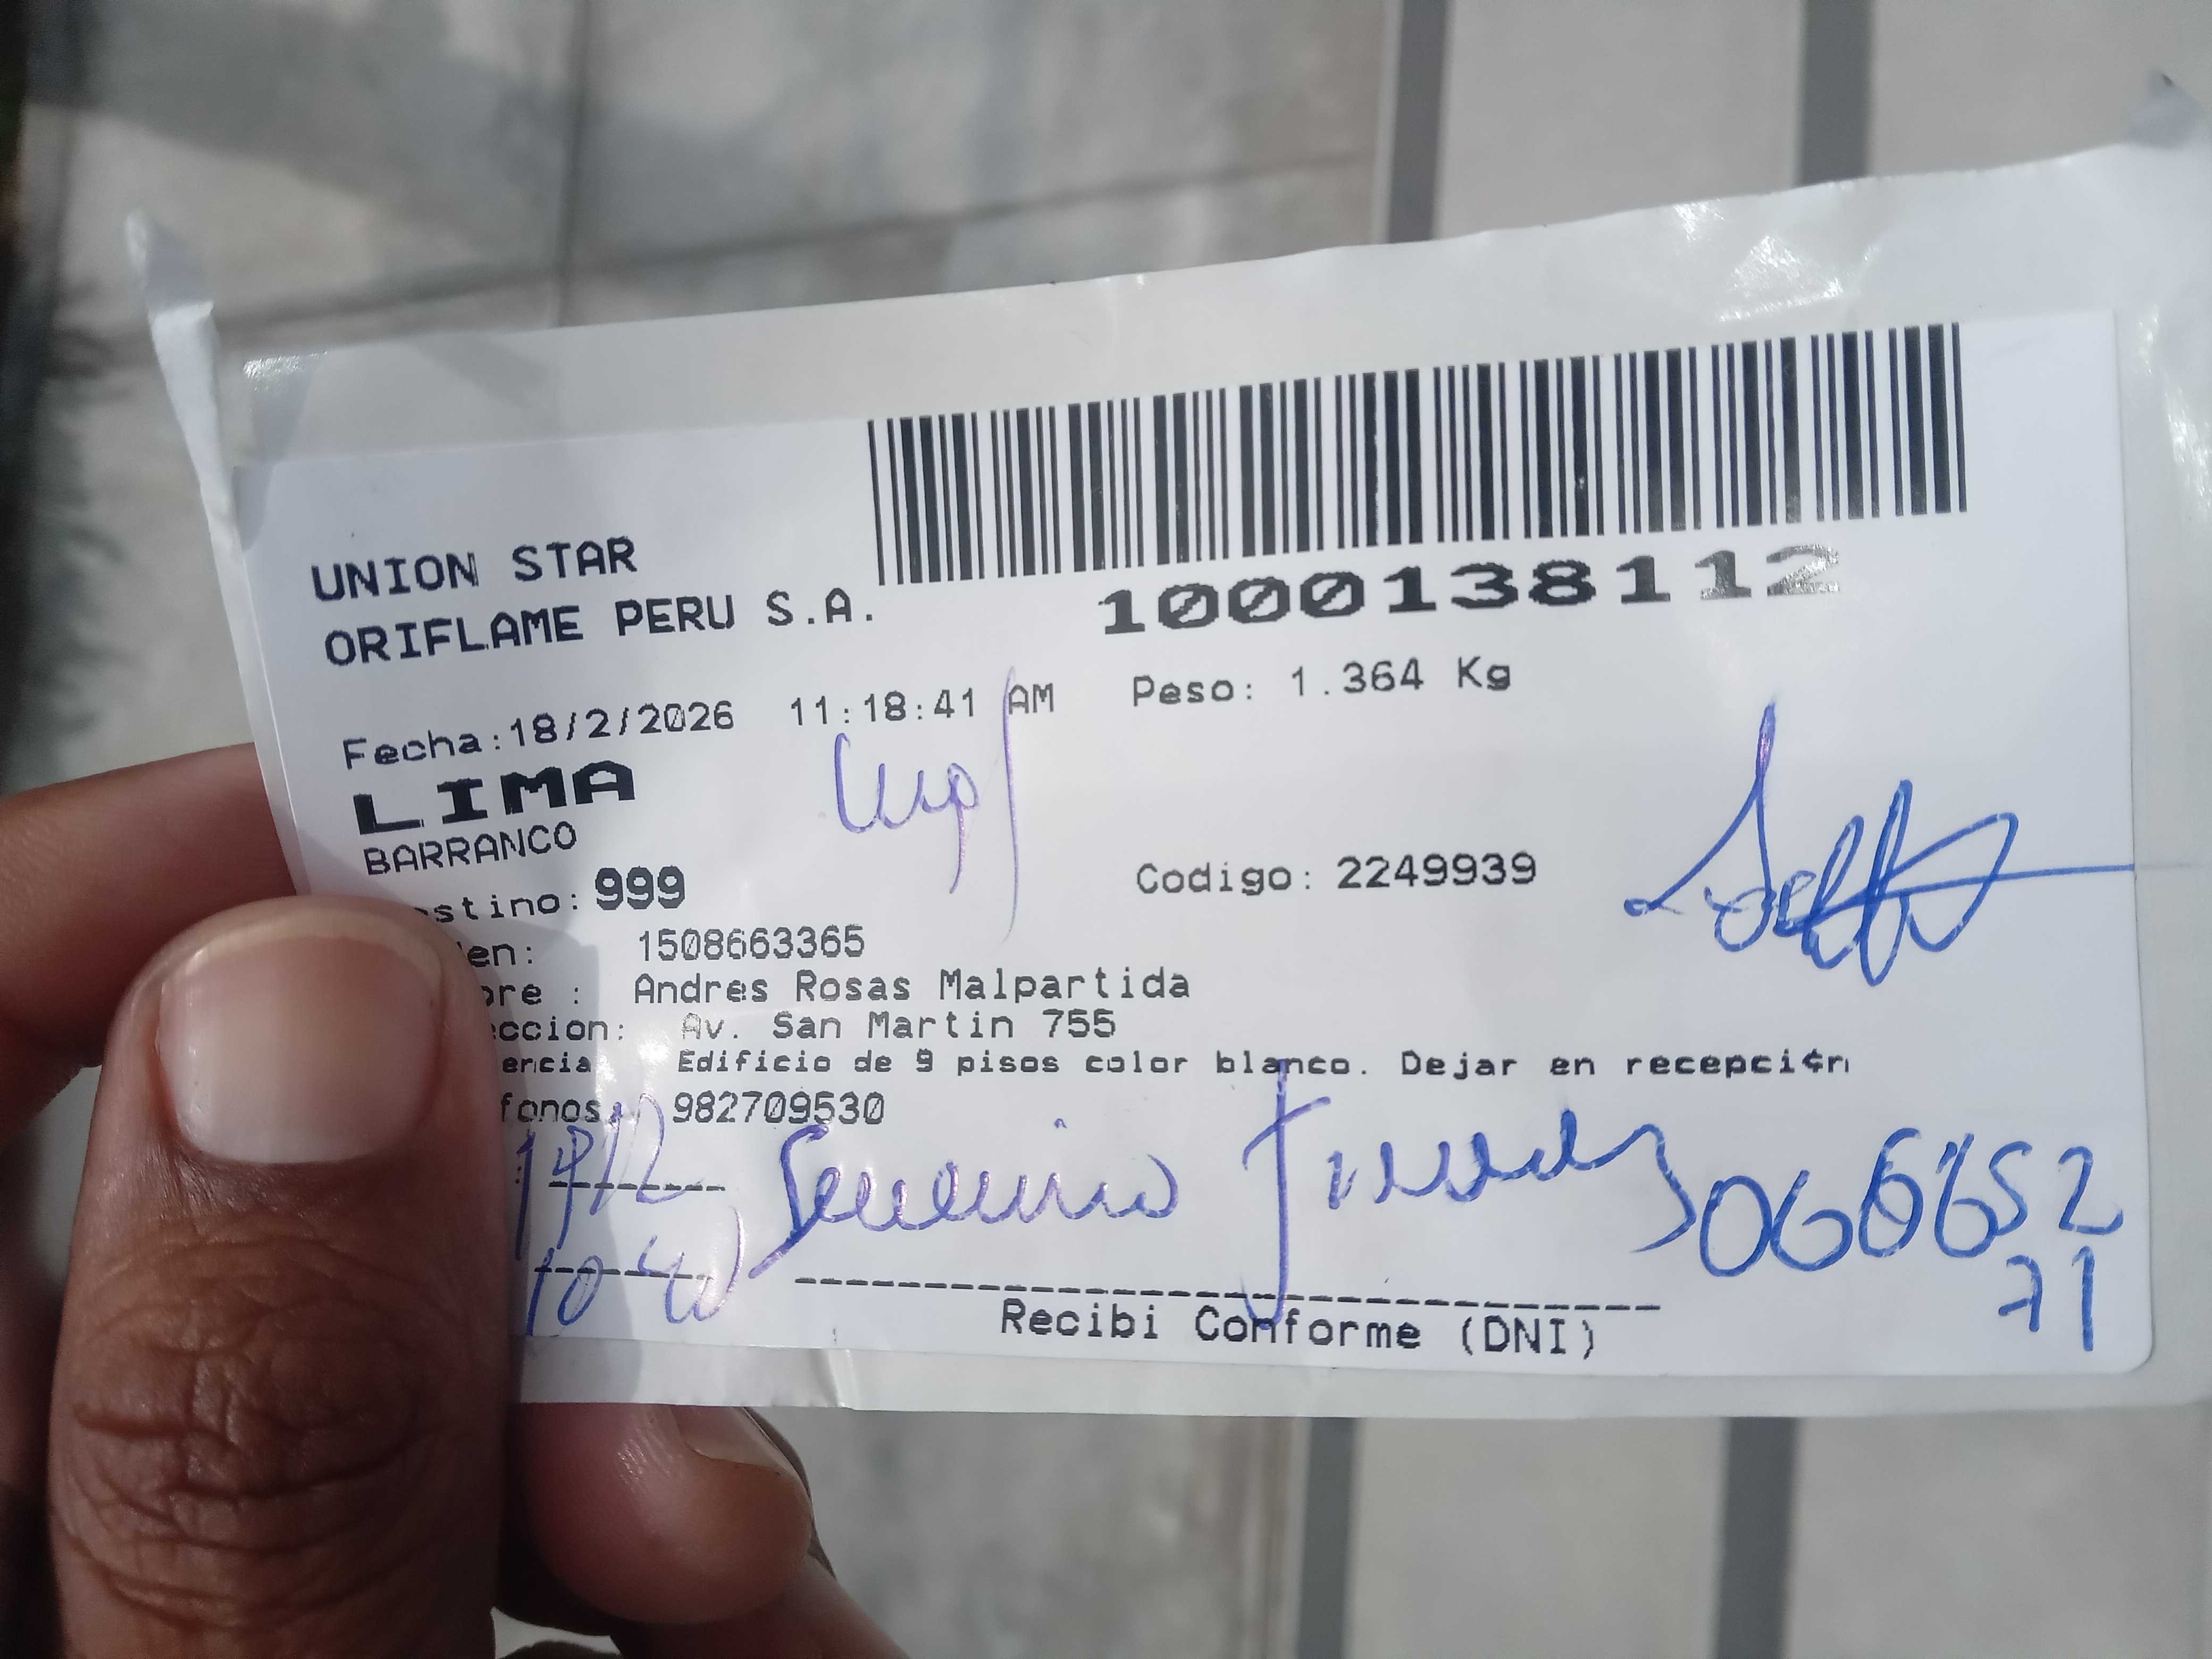 UNION STAR
ORIFLAME PERU S.A.
1000138112
Fecha:18/2/2026 11:18:41 AM Peso: 1.364 Kg
LIMA
BARRANCO
stino: 999 Codigo: 2249939
en: 1508663365
bre : Andres Rosas Malpartida
eccion: Av. San Martin 755
encia Edificio de 9 pisos color blanco. Dejar en recepci¢n
fonos 982709530
71
Recibi Conforme (DNI)